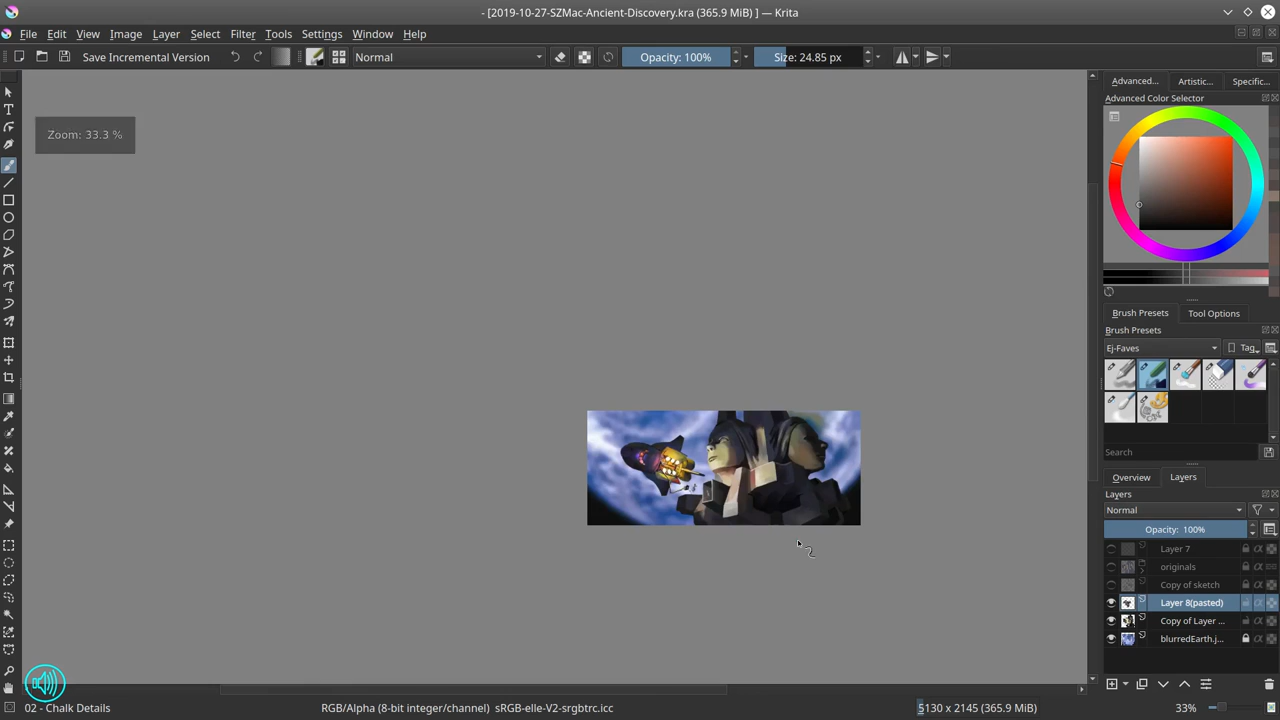 - [2019-10-27-SZMac-Ancient-Discovery.kra (365.9 MiB) ] — Krita
File Edit View Image Layer Select Filter Tools Settings Window Help
Save Incremental Version Normal Opacity: 100% Size: 24.85 px
Advanced... Artistic... Specific...
Advanced Color Selector
Zoom: 33.3 %
Brush Presets Tool Options
Brush Presets
Ej-Faves Tag
Search
Overview Layers
Layers
Normal
Opacity: 100%
Layer 7
originals
Copy of sketch
Layer 8(pasted)
Copy of Layer ...
blurredEarth.j...
02 - Chalk Details RGB/Alpha (8-bit integer/channel) sRGB-elle-V2-srgbtrc.icc 5130 x 2145 (365.9 MiB) 33%